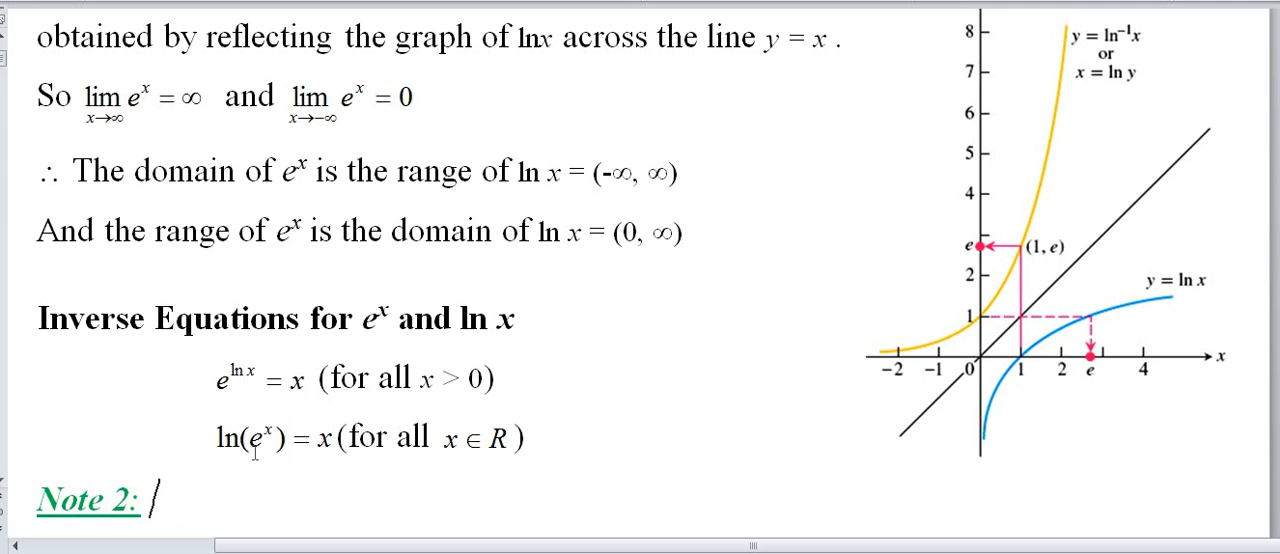 obtained by reflecting the graph of lnx across the line y = x .
So lim e^x = ∞ and lim e^x = 0
x→∞ x→−∞
∴ The domain of e^x is the range of ln x = (-∞, ∞)
And the range of e^x is the domain of ln x = (0, ∞)
Inverse Equations for e^x and ln x
e^{ln x} = x (for all x > 0)
ln(e^x) = x (for all x ∈ R )
Note 2:
8
7
6
5
4
e
2
1
y = ln⁻¹x
or
x = ln y
(1, e)
y = ln x
x
−2 −1 0 1 2 e 4